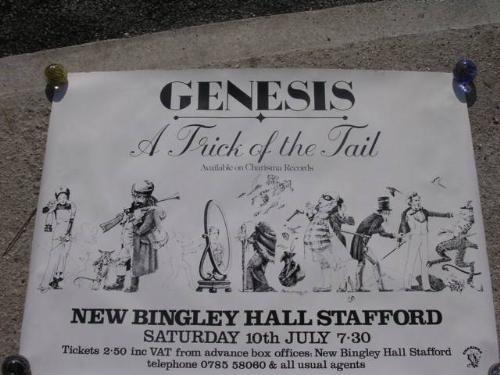 GENESIS
A Trick of the Tail
Available on Charisma Records
NEW BINGLEY HALL STAFFORD
SATURDAY 10th JULY 7·30
Tickets 2·50 inc VAT from advance box offices: New Bingley Hall Stafford
telephone 0785 58060 & all usual agents